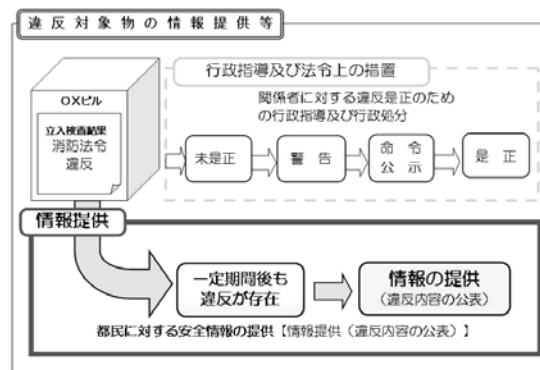 違反対象物の情報提供等
行政指導及び法令上の措置
関係者に対する違反是正のため
の行政指導及び行政処分
OXビル
立入検査結果
消防法令
違反
未是正
警告
命令
公示
是正
情報提供
一定期間後も
違反が存在
情報の提供
(違反内容の公表)
都民に対する安全情報の提供【情報提供(違反内容の公表)】